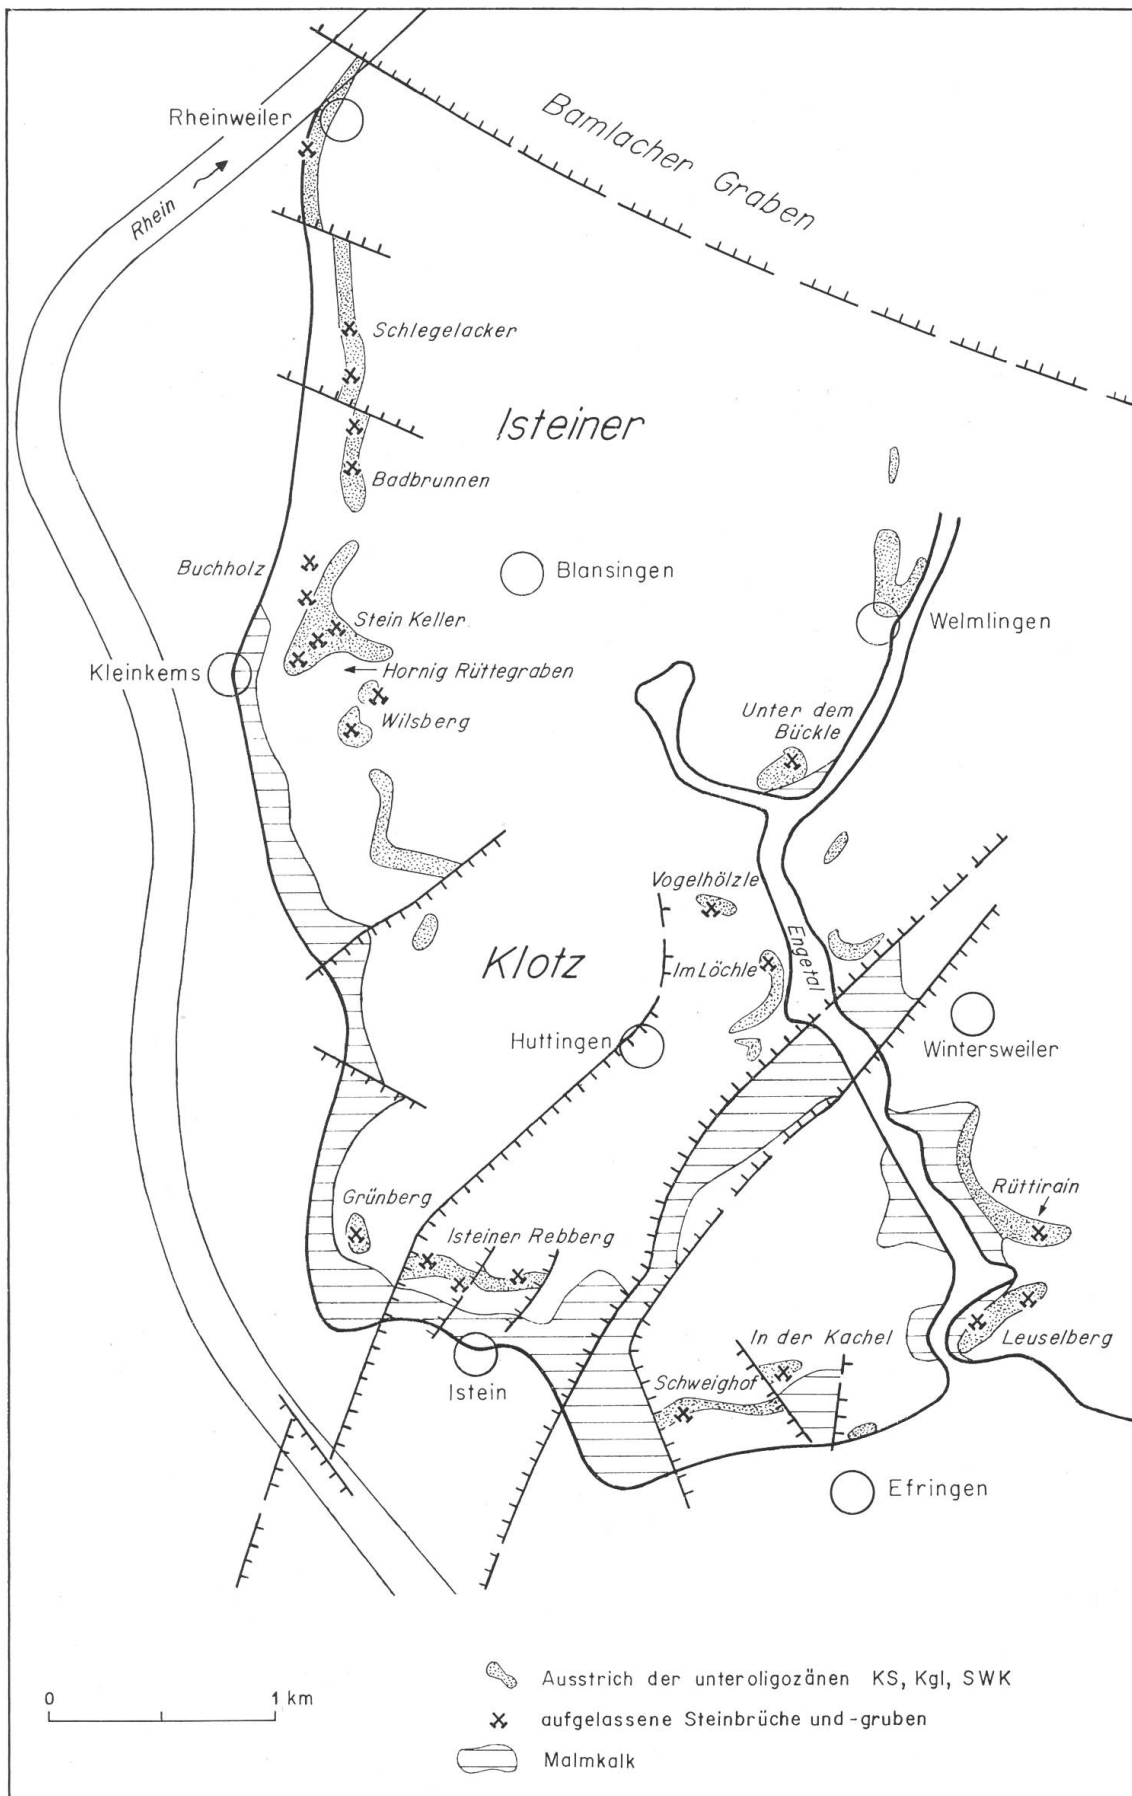 Rheinweiler
Bamlacher Graben
Rhein
Schlegelacker
Isteiner
Badbrunnen
Buchholz
Blansingen
Stein Keller
Welmlingen
Kleinkems
Hornig Rüttegraben
Wilsberg
Unter dem
Bückle
Vogelhölzle
Engetal
Klotz
Im Löchle
Huttingen
Wintersweiler
Grünberg
Rüttirain
Isteiner Rebberg
In der Kachel
Leuselberg
Istein
Schweighof
Efringen
Ausstrich der unteroligozänen KS, Kgl, SWK
0 1 km
aufgelassene Steinbrüche und -gruben
Malmkalk